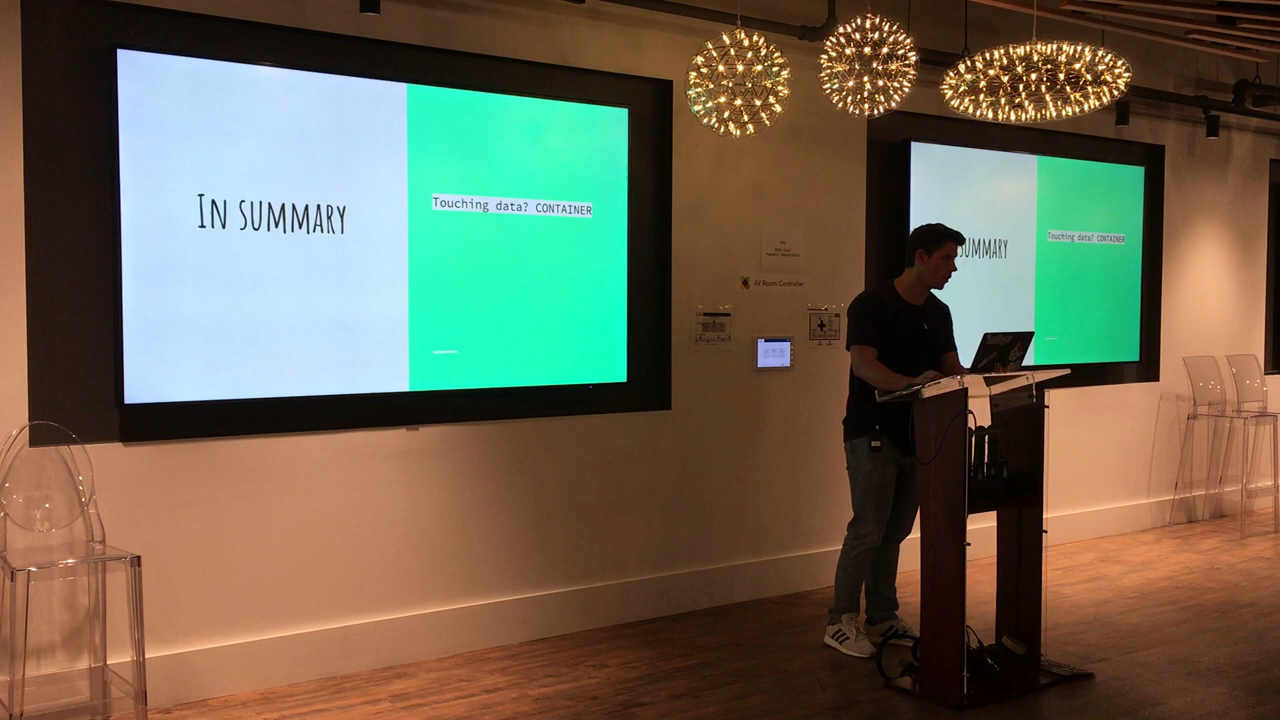 In summary
Touching data? CONTAINER
AV Room Controller
SUMMARY
Touching data? CONTAINER